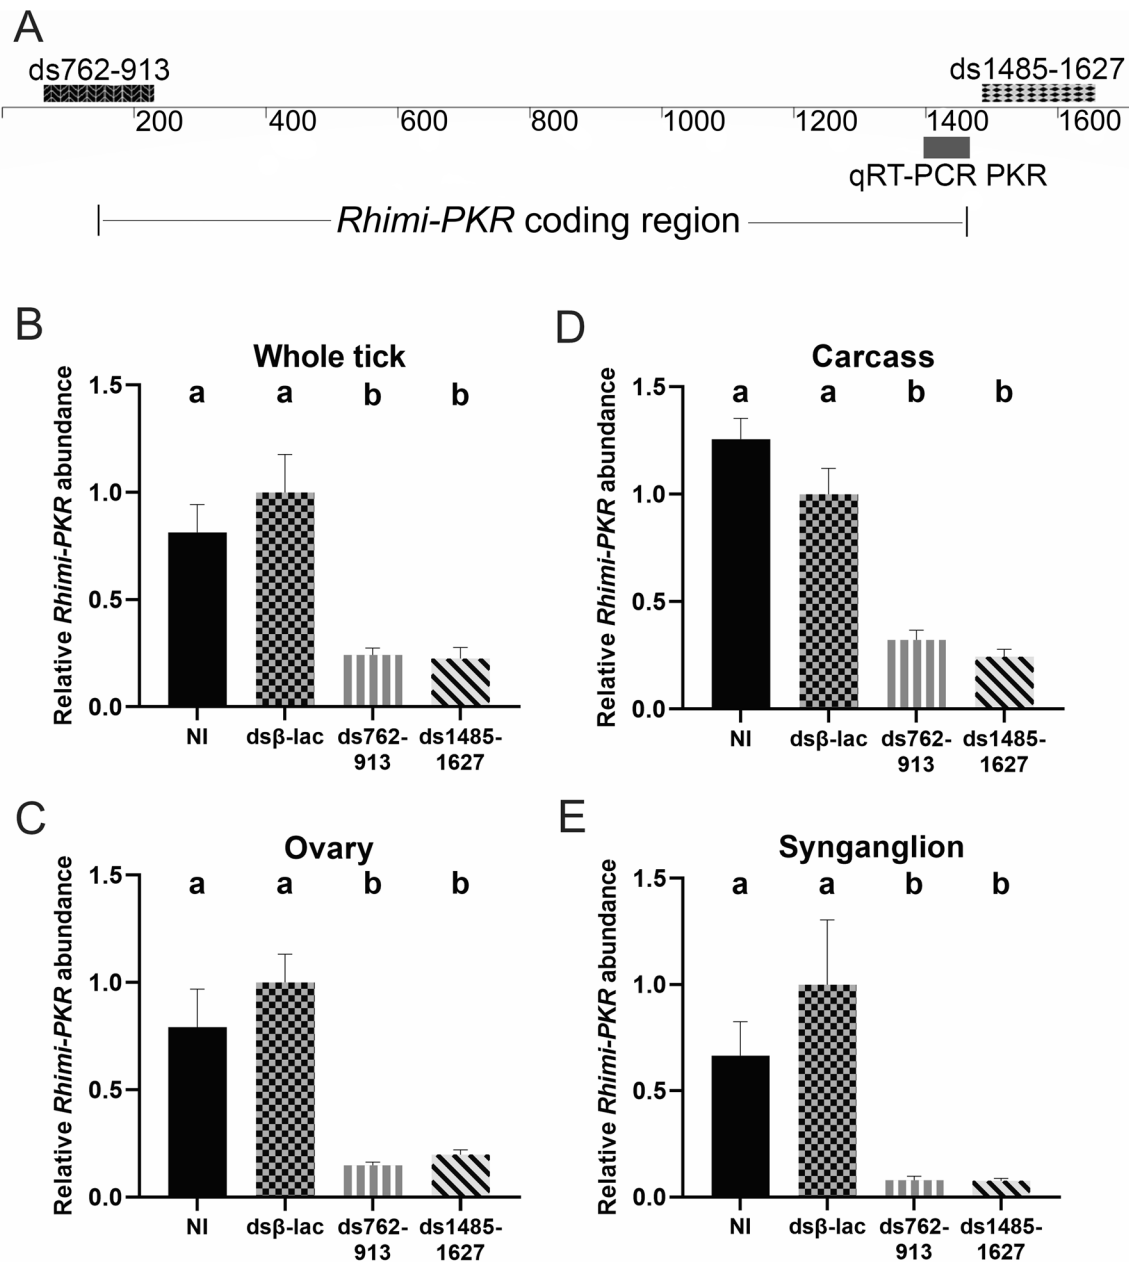 A
ds762-913
ds1485-1627
200 400 600 800 1000 1200 1400 1600
qRT-PCR PKR
Rhimi-PKR coding region
B
Whole tick
Relative Rhimi-PKR abundance
1.5
1.0
0.5
0.0
a a b b
NI dsβ-lac ds762-913 ds1485-1627
D
Carcass
Relative Rhimi-PKR abundance
1.5
1.0
0.5
0.0
a a b b
NI dsβ-lac ds762-913 ds1485-1627
C
Ovary
Relative Rhimi-PKR abundance
1.5
1.0
0.5
0.0
a a b b
NI dsβ-lac ds762-913 ds1485-1627
E
Synganglion
Relative Rhimi-PKR abundance
1.5
1.0
0.5
0.0
a a b b
NI dsβ-lac ds762-913 ds1485-1627